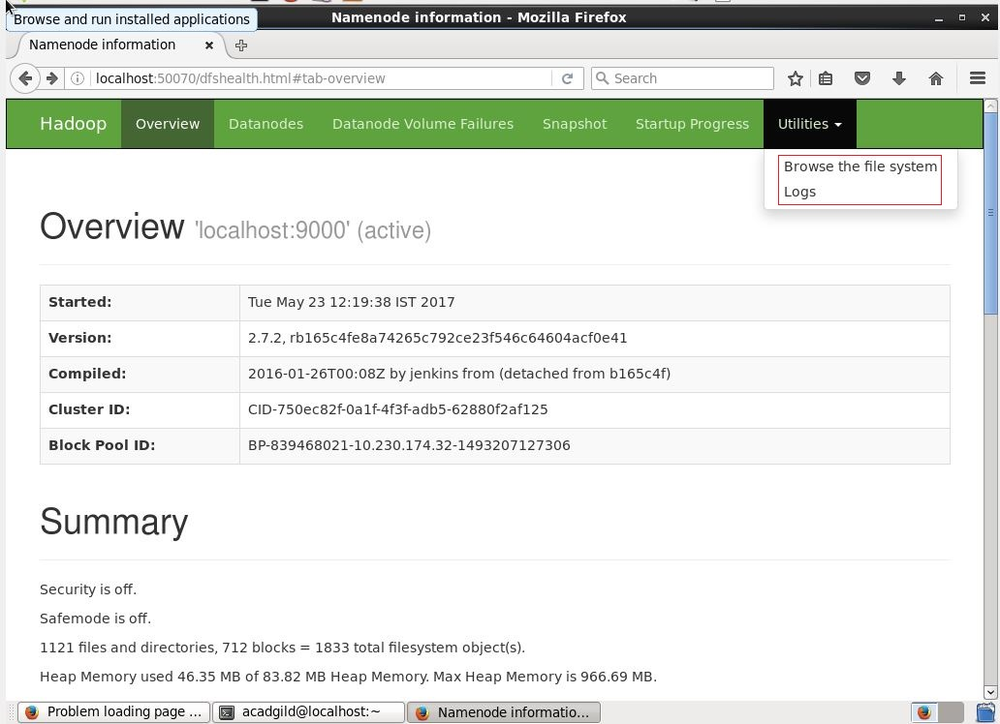 Browse and run installed applications
Namenode information - Mozilla Firefox
Namenode information
localhost:50070/dfshealth.html#tab-overview
Search
Hadoop Overview Datanodes Datanode Volume Failures Snapshot Startup Progress Utilities
Browse the file system
Logs
Overview 'localhost:9000' (active)
Started: Tue May 23 12:19:38 IST 2017
Version: 2.7.2, rb165c4fe8a74265c792ce23f546c64604acf0e41
Compiled: 2016-01-26T00:08Z by jenkins from (detached from b165c4f)
Cluster ID: CID-750ec82f-0a1f-4f3f-adb5-62880f2af125
Block Pool ID: BP-839468021-10.230.174.32-1493207127306
Summary
Security is off.
Safemode is off.
1121 files and directories, 712 blocks = 1833 total filesystem object(s).
Heap Memory used 46.35 MB of 83.82 MB Heap Memory. Max Heap Memory is 966.69 MB.
Problem loading page ... acadgild@localhost:~ Namenode informatio...